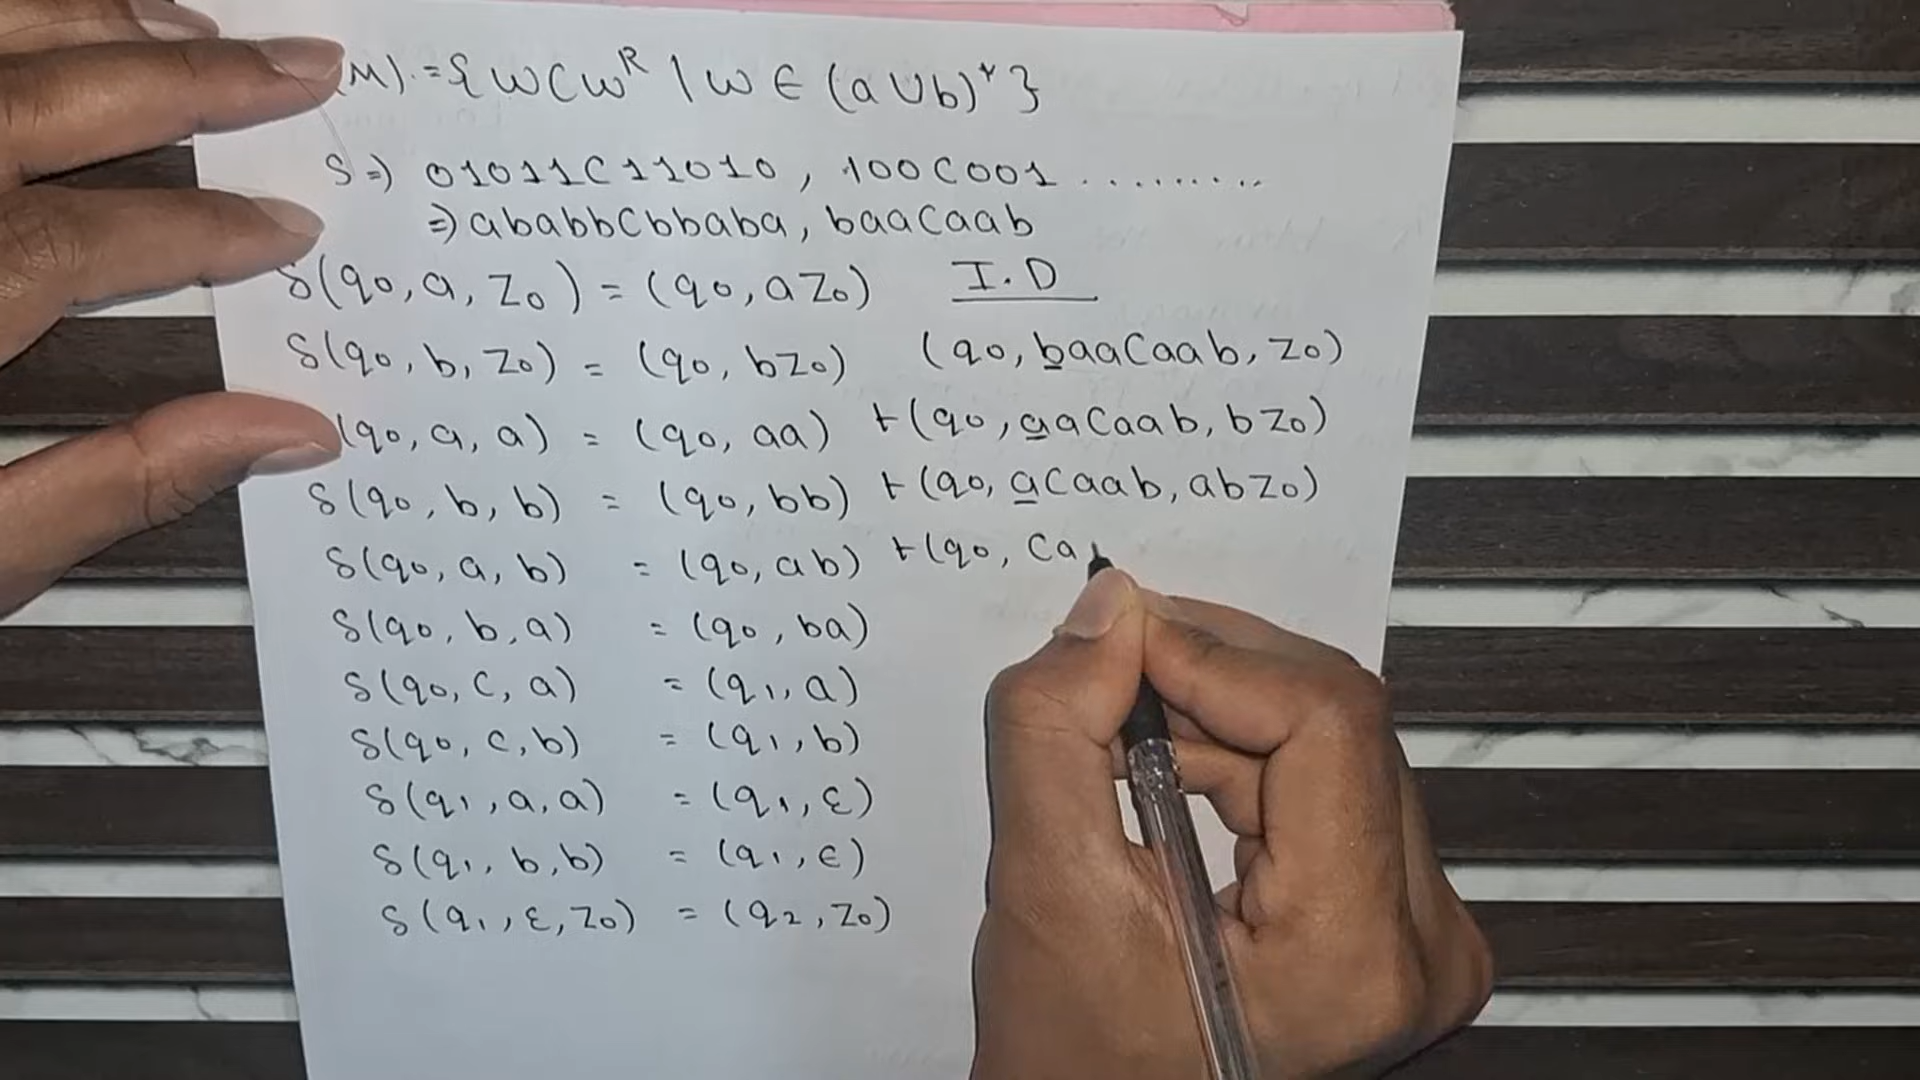 (M). = { W C W^R | W ∈ (a ∪ b)^+ }
S ⇒ 01011C11010, 100C001 .........
⇒ ababbCbbaba, baaCaab
δ(q0, a, Z0) = (q0, aZ0)
I.D
δ(q0, b, Z0) = (q0, bZ0)
(q0, baaCaab, Z0)
(q0, a, a) = (q0, aa)
⊢(q0, aaCaab, bZ0)
δ(q0, b, b) = (q0, bb)
⊢(q0, aCaab, abZ0)
δ(q0, a, b) = (q0, ab)
⊢(q0, Ca
δ(q0, b, a) = (q0, ba)
δ(q0, C, a) = (q1, a)
δ(q0, C, b) = (q1, b)
δ(q1, a, a) = (q1, ε)
δ(q1, b, b) = (q1, ε)
δ(q1, ε, Z0) = (q2, Z0)